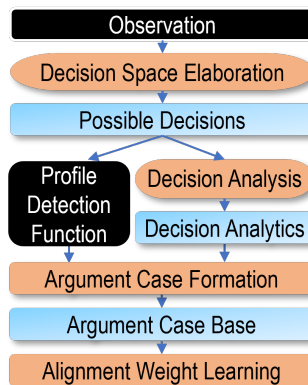 Observation
Decision Space Elaboration
Possible Decisions
Profile
Detection
Function
Decision Analysis
Decision Analytics
Argument Case Formation
Argument Case Base
Alignment Weight Learning